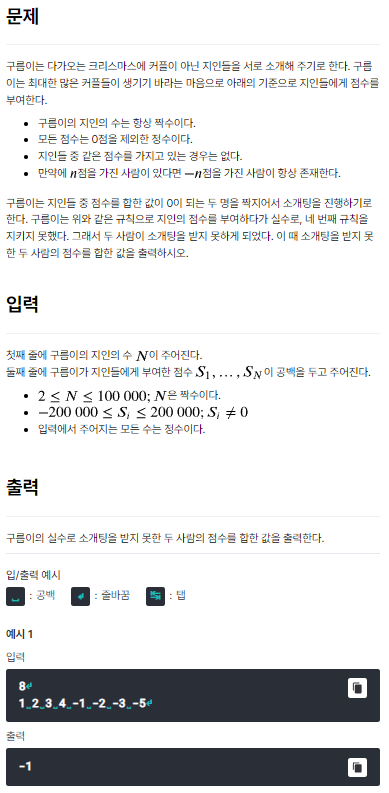 문제
구름이는 다가오는 크리스마스에 커플이 아닌 지인들을 서로 소개해 주기로 한다. 구름
이는 최대한 많은 커플들이 생기기 바라는 마음으로 아래의 기준으로 지인들에게 점수를
부여한다.
• 구름이의 지인의 수는 항상 짝수이다.
• 모든 점수는 0점을 제외한 정수이다.
• 지인들 중 같은 점수를 가지고 있는 경우는 없다.
• 만약에 n점을 가진 사람이 있다면 −n점을 가진 사람이 항상 존재한다.
구름이는 지인들 중 점수를 합한 값이 0이 되는 두 명을 짝지어서 소개팅을 진행하기로
한다. 구름이는 위와 같은 규칙으로 지인의 점수를 부여하다가 실수로, 네 번째 규칙을
지키지 못했다. 그래서 두 사람이 소개팅을 받지 못하게 되었다. 이 때 소개팅을 받지 못
한 두 사람의 점수를 합한 값을 출력하시오.
입력
첫째 줄에 구름이의 지인의 수 N이 주어진다.
둘째 줄에 구름이가 지인들에게 부여한 점수 S₁, … , S_N이 공백을 두고 주어진다.
• 2 ≤ N ≤ 100 000; N은 짝수이다.
• −200 000 ≤ Sᵢ ≤ 200 000; Sᵢ ≠ 0
• 입력에서 주어지는 모든 수는 정수이다.
출력
구름이의 실수로 소개팅을 받지 못한 두 사람의 점수를 합한 값을 출력한다.
입/출력 예시
␣ : 공백 ↲ : 줄바꿈 ↹ : 탭
예시 1
입력
8↲
1␣2␣3␣4␣-1␣-2␣-3␣-5↲
출력
-1